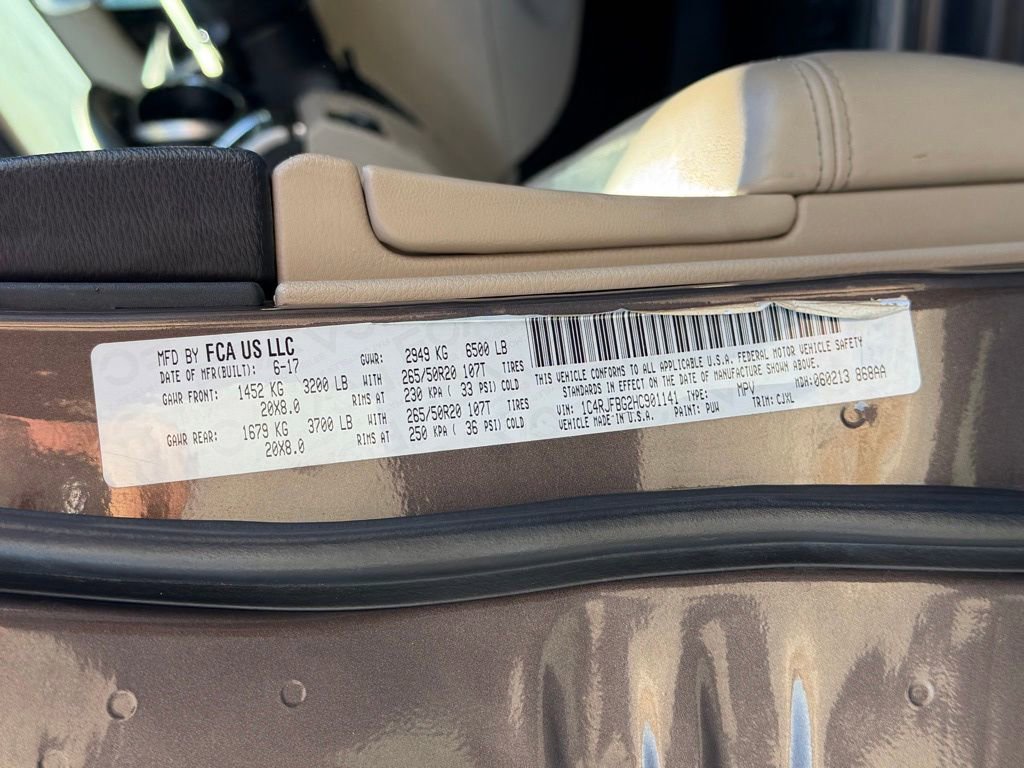 MFD BY FCA US LLC
DATE OF MFR(BUILT): 6-17 GVWR: 2949 KG 6500 LB
GAWR FRONT: 1452 KG 3200 LB WITH 265/50R20 107T TIRES
20X8.0 RIMS AT 230 KPA ( 33 PSI) COLD
GAWR REAR: 1679 KG 3700 LB WITH 265/50R20 107T TIRES
20X8.0 RIMS AT 250 KPA ( 36 PSI) COLD
THIS VEHICLE CONFORMS TO ALL APPLICABLE U.S.A. FEDERAL MOTOR VEHICLE SAFETY
STANDARDS IN EFFECT ON THE DATE OF MANUFACTURE SHOWN ABOVE.
VIN: 1C4RJFBG2HC901141 TYPE: MPV MDH: 060213 868AA
VEHICLE MADE IN U.S.A. PAINT: PUW TRIM: CJXL